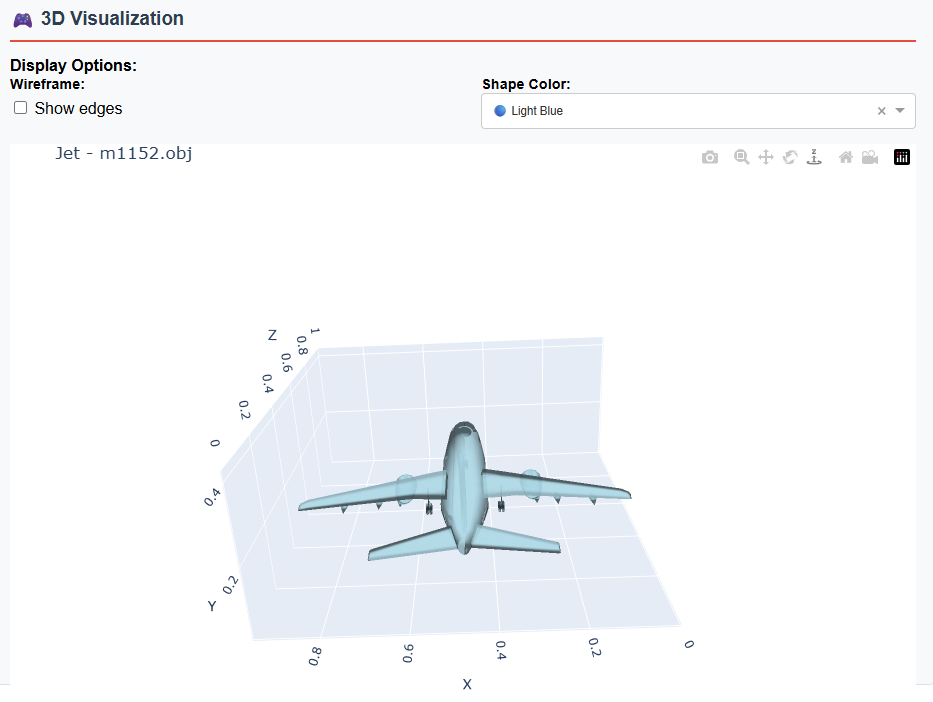 3D Visualization
Display Options:
Wireframe:
Show edges
Shape Color:
Light Blue
Jet - m1152.obj
Z
1
0.8
0.6
0.4
0.2
0
0.4
0.2
Y
0.8
0.6
0.4
0.2
0
X